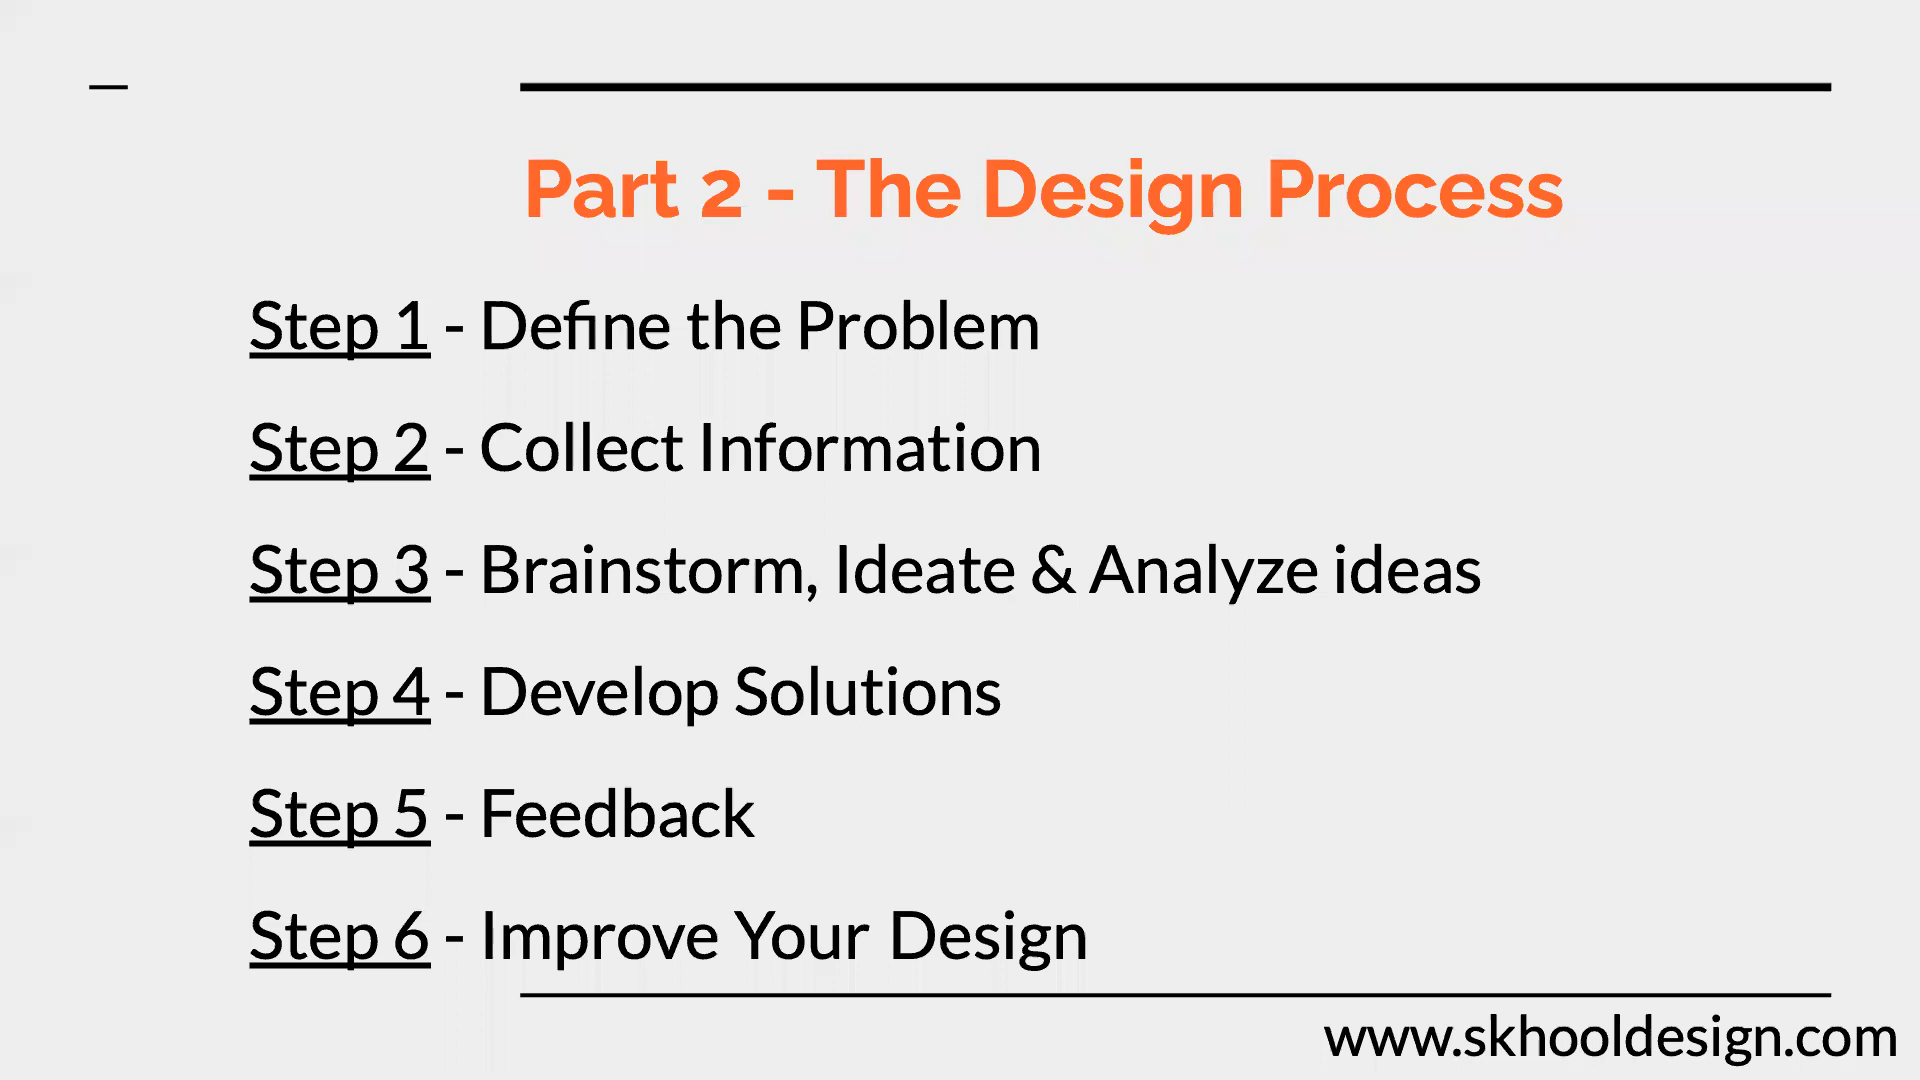 Part 2 - The Design Process
Step 1 - Define the Problem
Step 2 - Collect Information
Step 3 - Brainstorm, Ideate & Analyze ideas
Step 4 - Develop Solutions
Step 5 - Feedback
Step 6 - Improve Your Design
www.skhooldesign.com